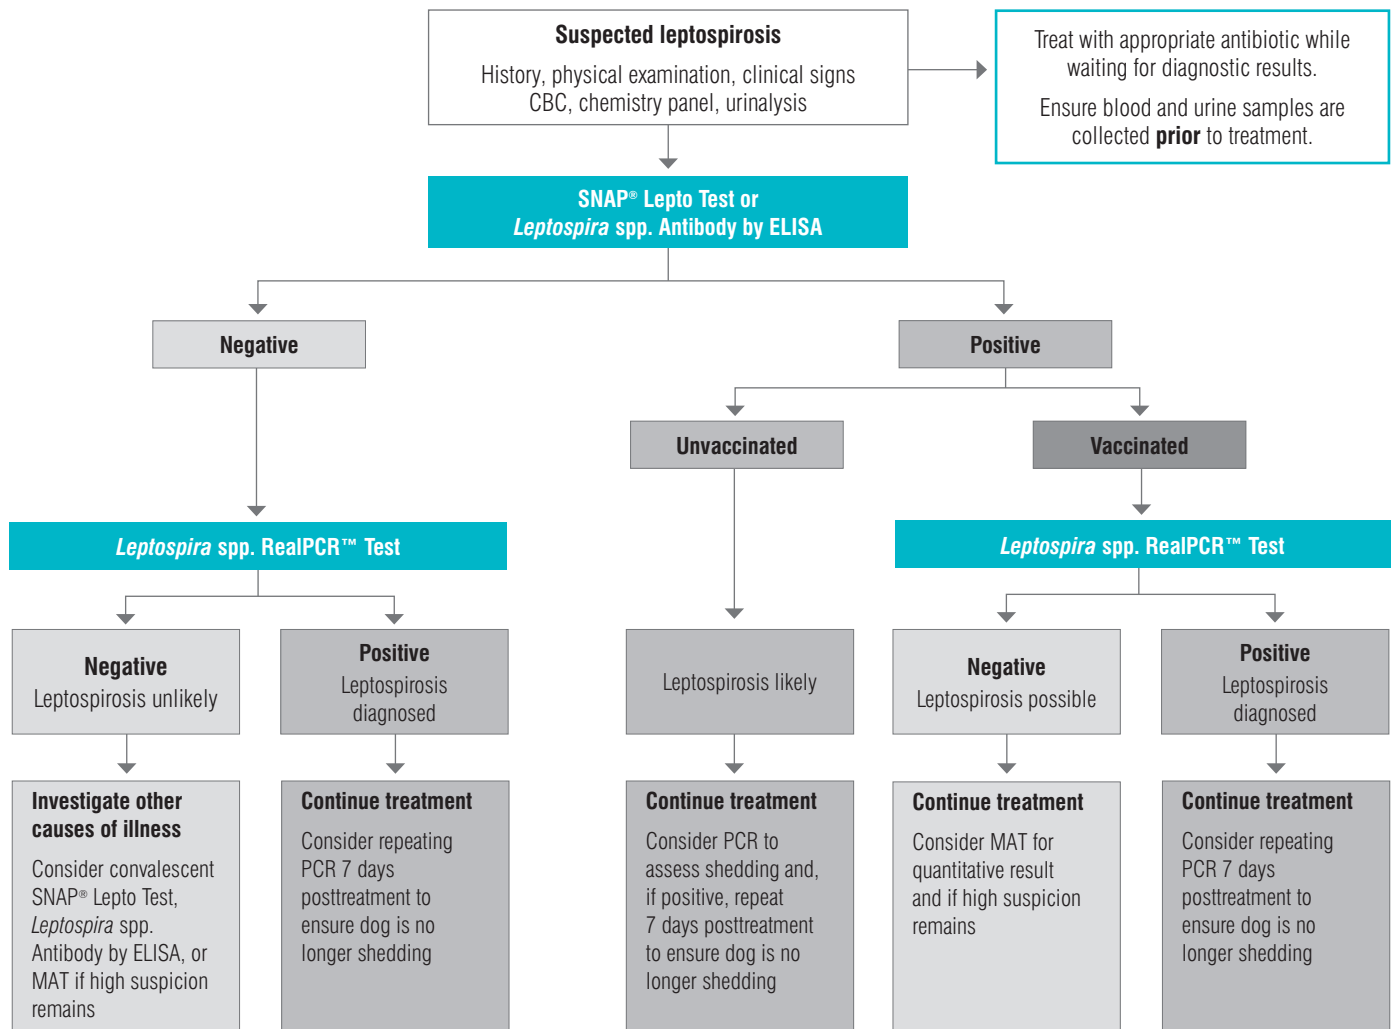 Suspected leptospirosis
History, physical examination, clinical signs
CBC, chemistry panel, urinalysis
Treat with appropriate antibiotic while
waiting for diagnostic results.
Ensure blood and urine samples are
collected prior to treatment.
SNAP® Lepto Test or
Leptospira spp. Antibody by ELISA
Negative
Positive
Unvaccinated
Vaccinated
Leptospira spp. RealPCR™ Test
Leptospira spp. RealPCR™ Test
Negative
Leptospirosis unlikely
Positive
Leptospirosis
diagnosed
Leptospirosis likely
Negative
Leptospirosis possible
Positive
Leptospirosis
diagnosed
Investigate other
causes of illness
Consider convalescent
SNAP® Lepto Test,
Leptospira spp.
Antibody by ELISA, or
MAT if high suspicion
remains
Continue treatment
Consider repeating
PCR 7 days
posttreatment to
ensure dog is no
longer shedding
Continue treatment
Consider PCR to
assess shedding and,
if positive, repeat
7 days posttreatment
to ensure dog is no
longer shedding
Continue treatment
Consider MAT for
quantitative result
and if high suspicion
remains
Continue treatment
Consider repeating
PCR 7 days
posttreatment to
ensure dog is no
longer shedding